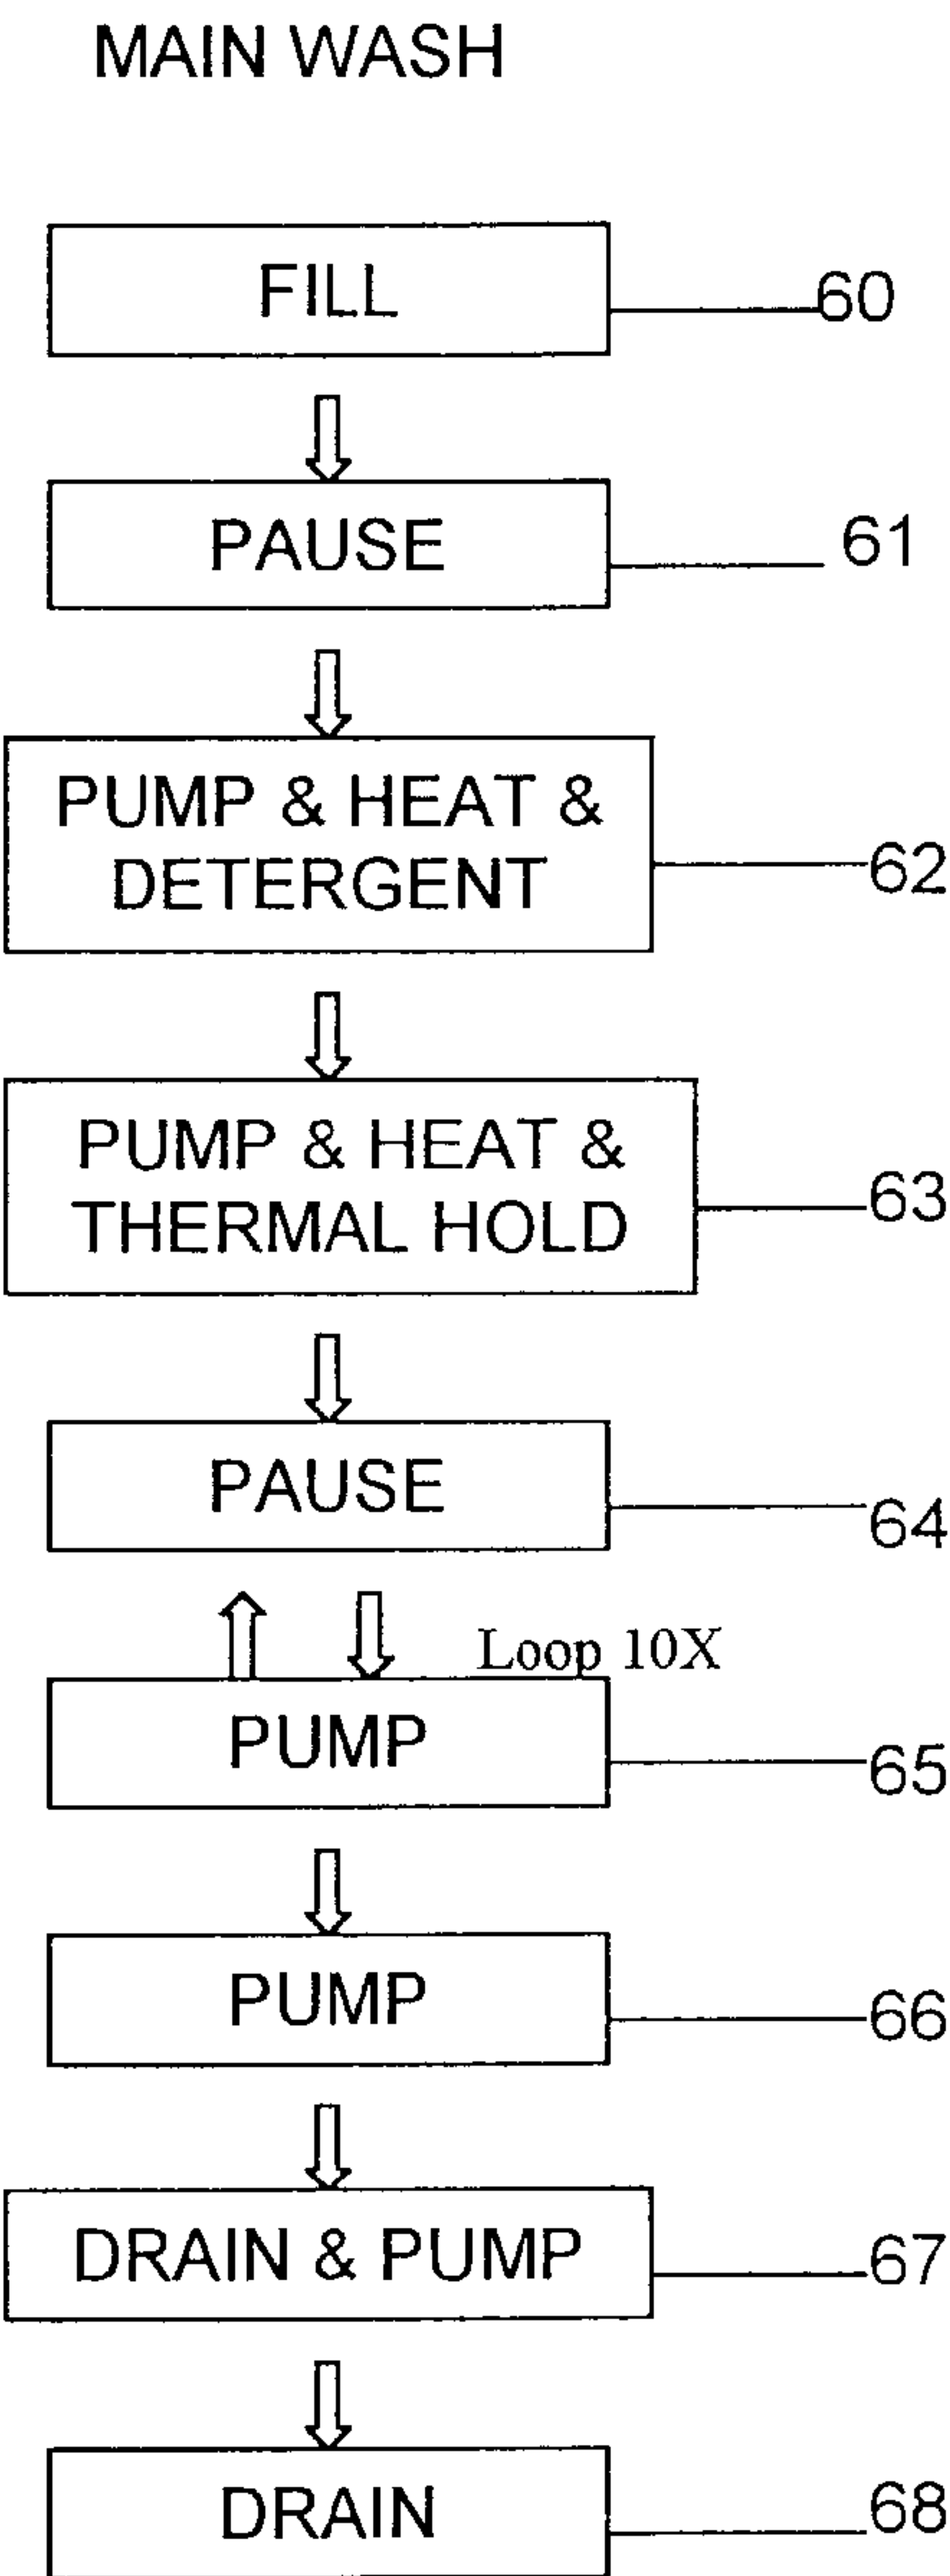 MAIN WASH
FILL
60
PAUSE
61
PUMP & HEAT &
DETERGENT
62
PUMP & HEAT &
THERMAL HOLD
63
PAUSE
64
Loop 10X
PUMP
65
PUMP
66
DRAIN & PUMP
67
DRAIN
68